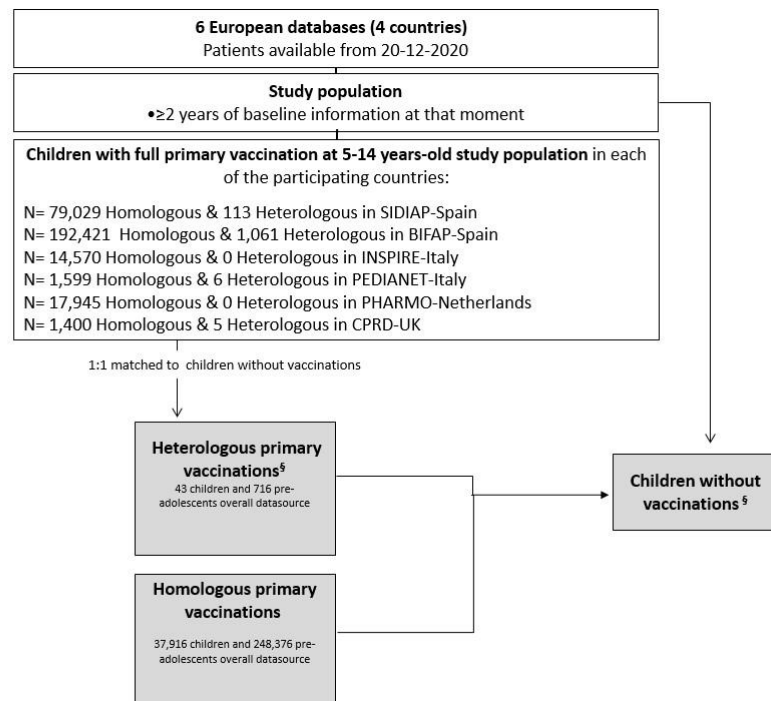 6 European databases (4 countries)
Patients available from 20-12-2020
Study population
•≥2 years of baseline information at that moment
Children with full primary vaccination at 5-14 years-old study population in each
of the participating countries:
N= 79,029 Homologous & 113 Heterologous in SIDIAP-Spain
N= 192,421 Homologous & 1,061 Heterologous in BIFAP-Spain
N= 14,570 Homologous & 0 Heterologous in INSPIRE-Italy
N= 1,599 Homologous & 6 Heterologous in PEDIANET-Italy
N= 17,945 Homologous & 0 Heterologous in PHARMO-Netherlands
N= 1,400 Homologous & 5 Heterologous in CPRD-UK
1:1 matched to children without vaccinations
Heterologous primary
vaccinations§
43 children and 716 pre-
adolescents overall datasource
Children without
vaccinations §
Homologous primary
vaccinations
37,916 children and 248,376 pre-
adolescents overall datasource